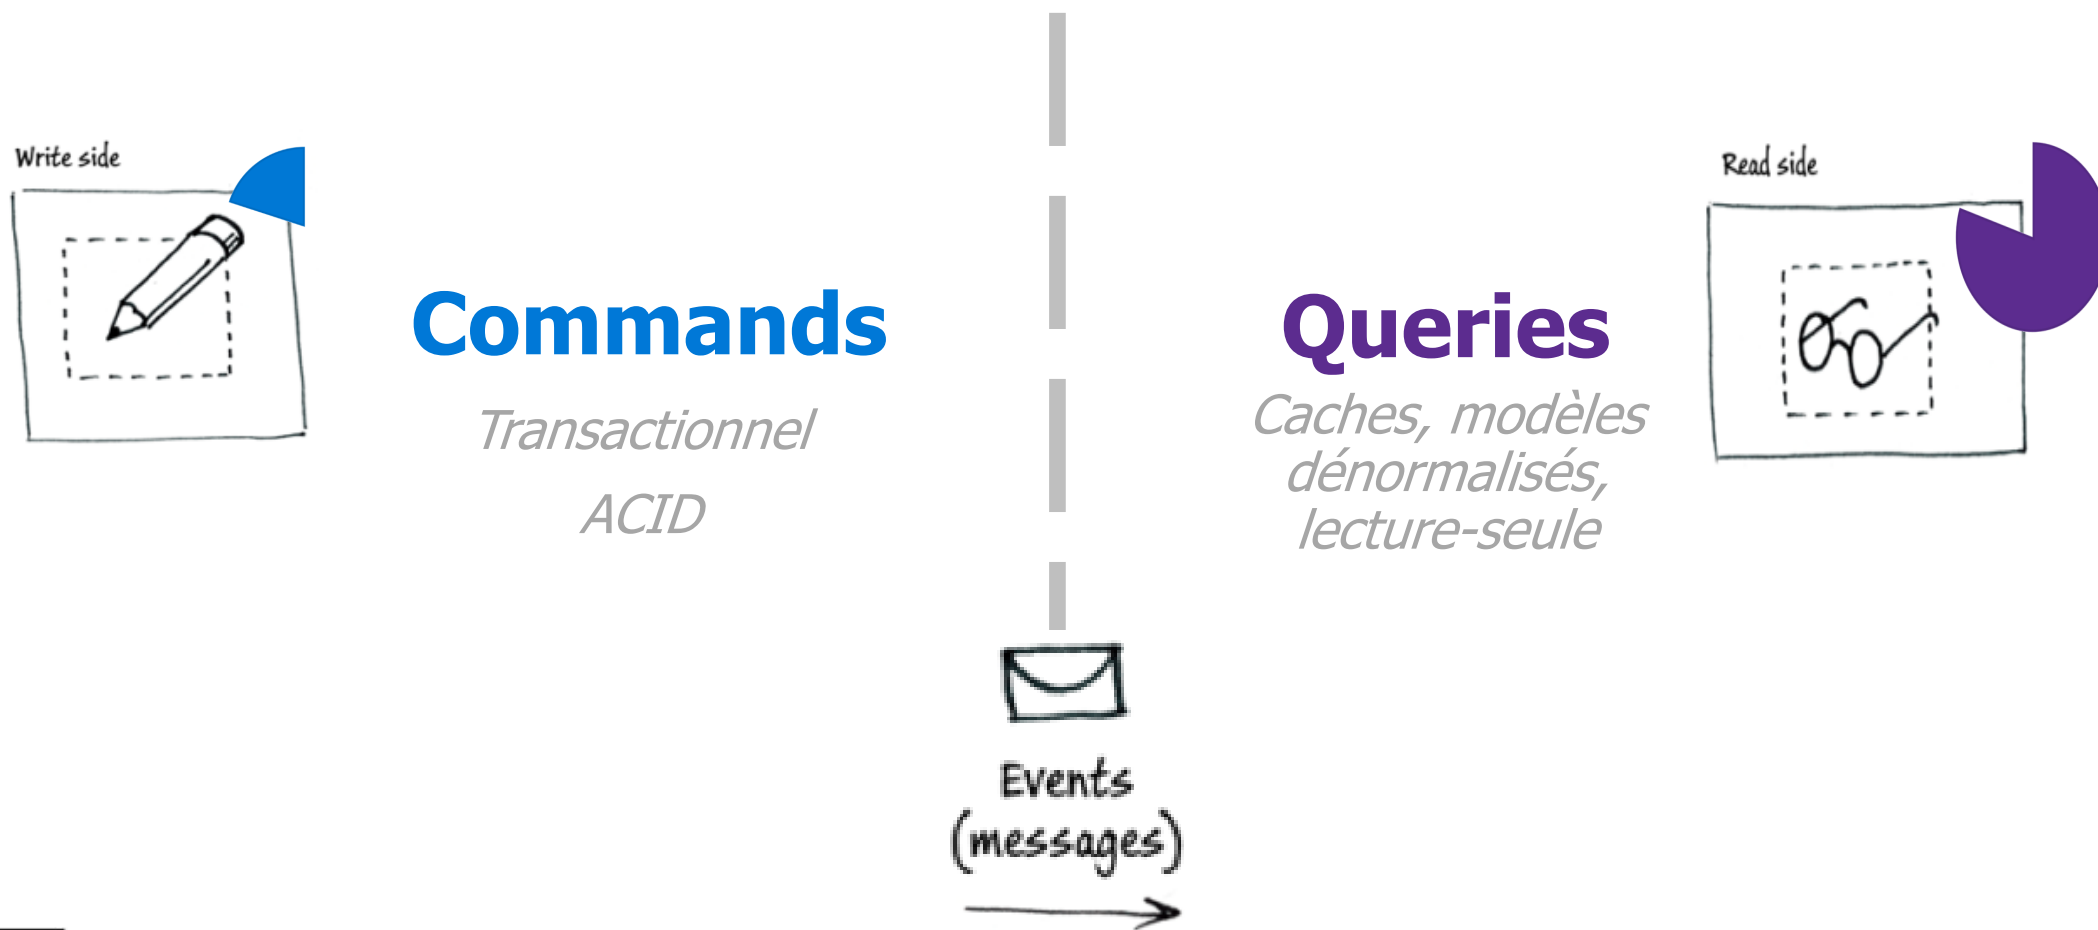 Write side
Commands
Transactionnel
ACID
Read side
Queries
Caches, modèles
dénormalisés,
lecture-seule
Events
(messages)